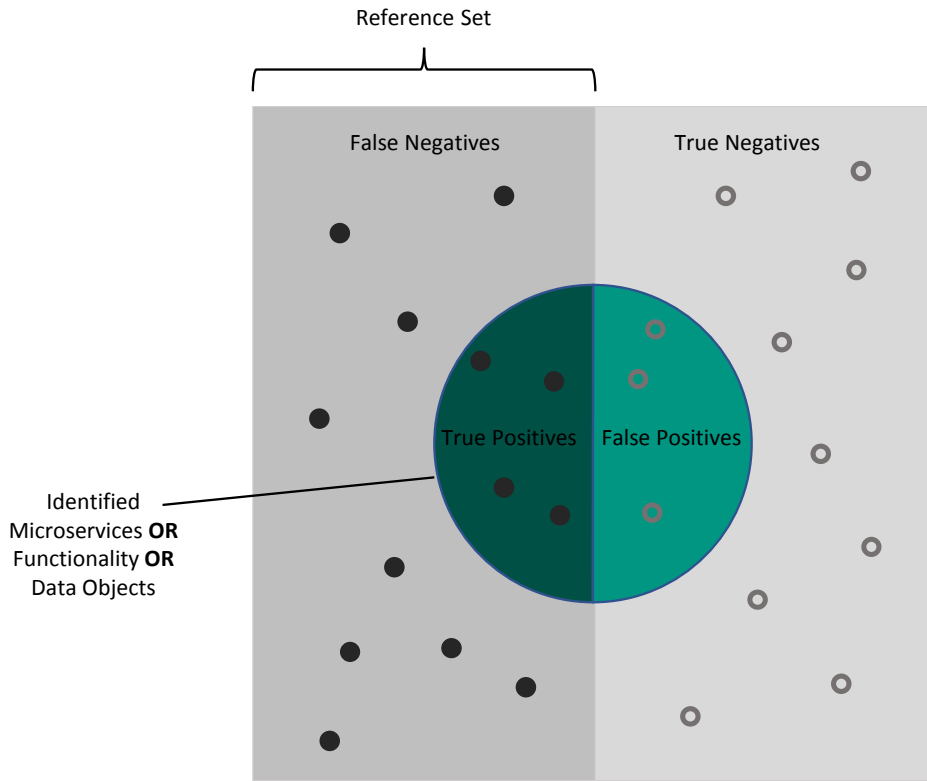 Reference Set
False Negatives
True Negatives
True Positives
False Positives
Identified
Microservices OR
Functionality OR
Data Objects